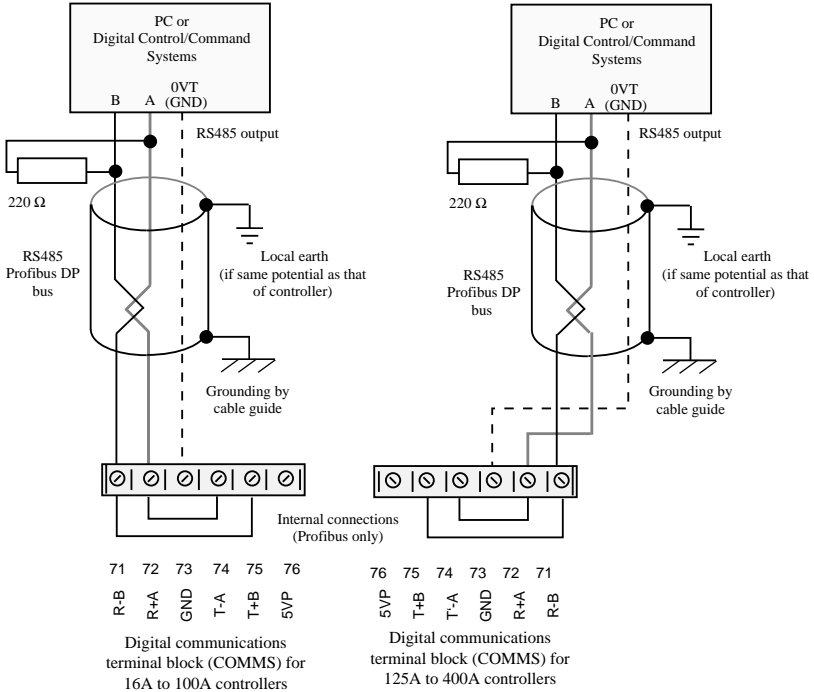 PC or
Digital Control/Command
Systems
0VT
B A (GND)
RS485 output
220 Ω
RS485
Profibus DP
bus
Local earth
(if same potential as that
of controller)
Grounding by
cable guide
PC or
Digital Control/Command
Systems
0VT
B A (GND)
RS485 output
220 Ω
RS485
Profibus DP
bus
Local earth
(if same potential as that
of controller)
Grounding by
cable guide
Internal connections
(Profibus only)
71 72 73 74 75 76
R-B R+A GND T-A T+B 5VP
Digital communications
terminal block (COMMS) for
16A to 100A controllers
76 75 74 73 72 71
5VP T+B T'-A GND R+A R-B
Digital communications
terminal block (COMMS) for
125A to 400A controllers